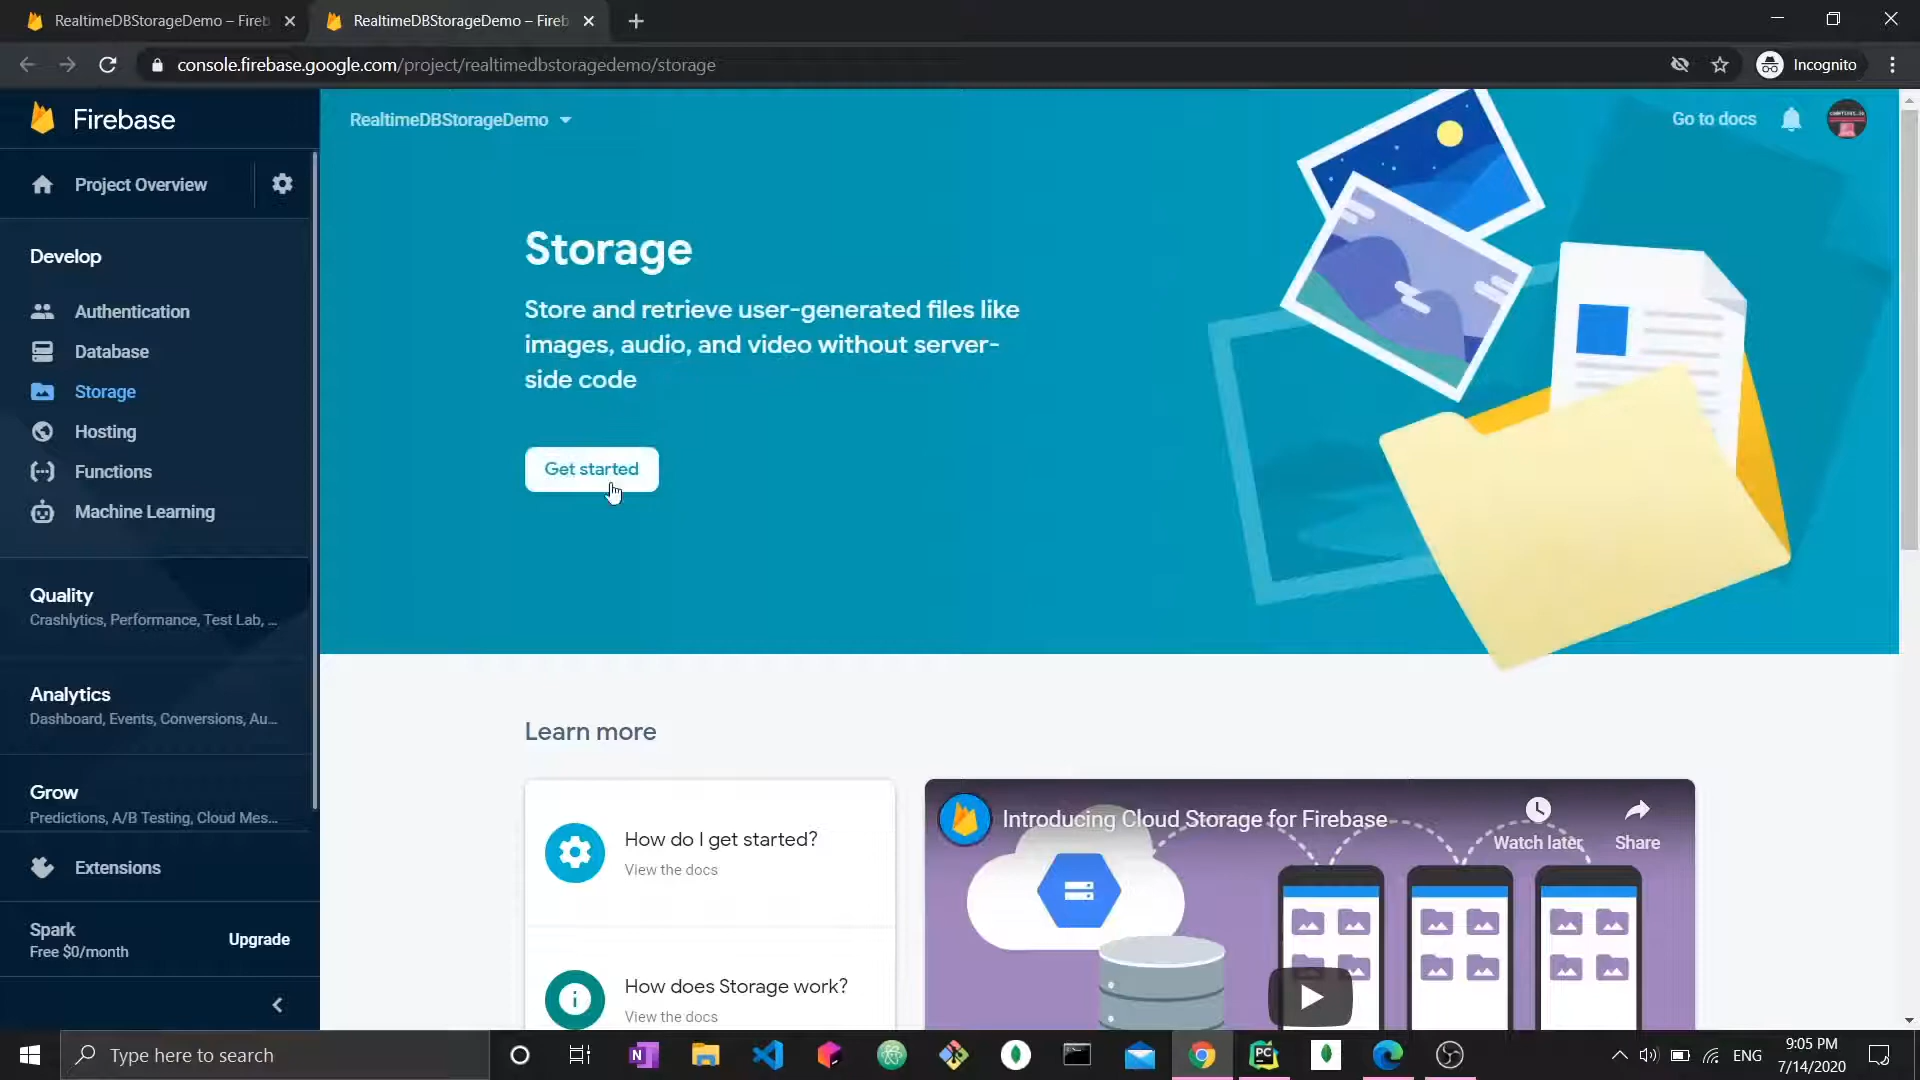 RealtimeDBStorageDemo – Fireb
RealtimeDBStorageDemo – Fireb
console.firebase.google.com/project/realtimedbstoragedemo/storage
Incognito
Firebase
RealtimeDBStorageDemo
Go to docs
Project Overview
Develop
Authentication
Database
Storage
Hosting
Functions
Machine Learning
Quality
Crashlytics, Performance, Test Lab, ...
Analytics
Dashboard, Events, Conversions, Au...
Grow
Predictions, A/B Testing, Cloud Mes...
Extensions
Spark
Free $0/month
Upgrade
Storage
Store and retrieve user-generated files like
images, audio, and video without server-
side code
Get started
Learn more
How do I get started?
View the docs
How does Storage work?
View the docs
Introducing Cloud Storage for Firebase
Watch later
Share
Type here to search
N
PC
ENG
9:05 PM
7/14/2020